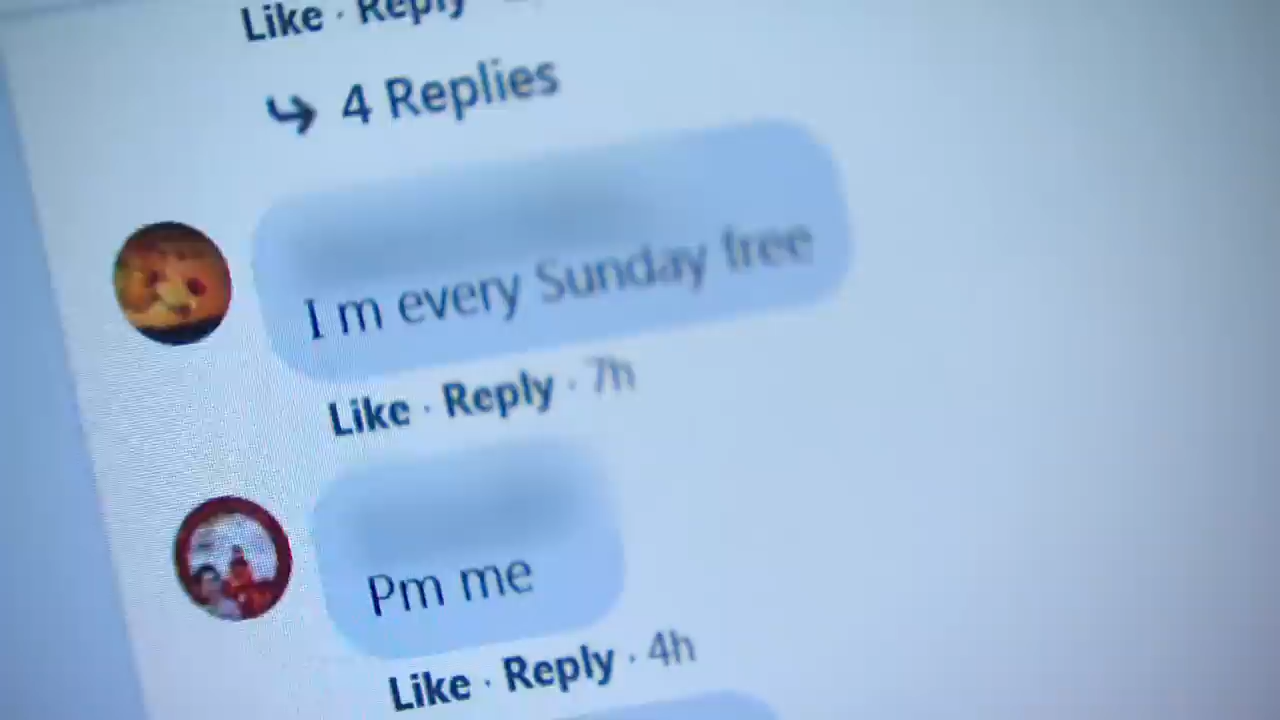 Like · Reply
4 Replies
I m every Sunday free
Like · Reply · 7h
Pm me
Like · Reply · 4h